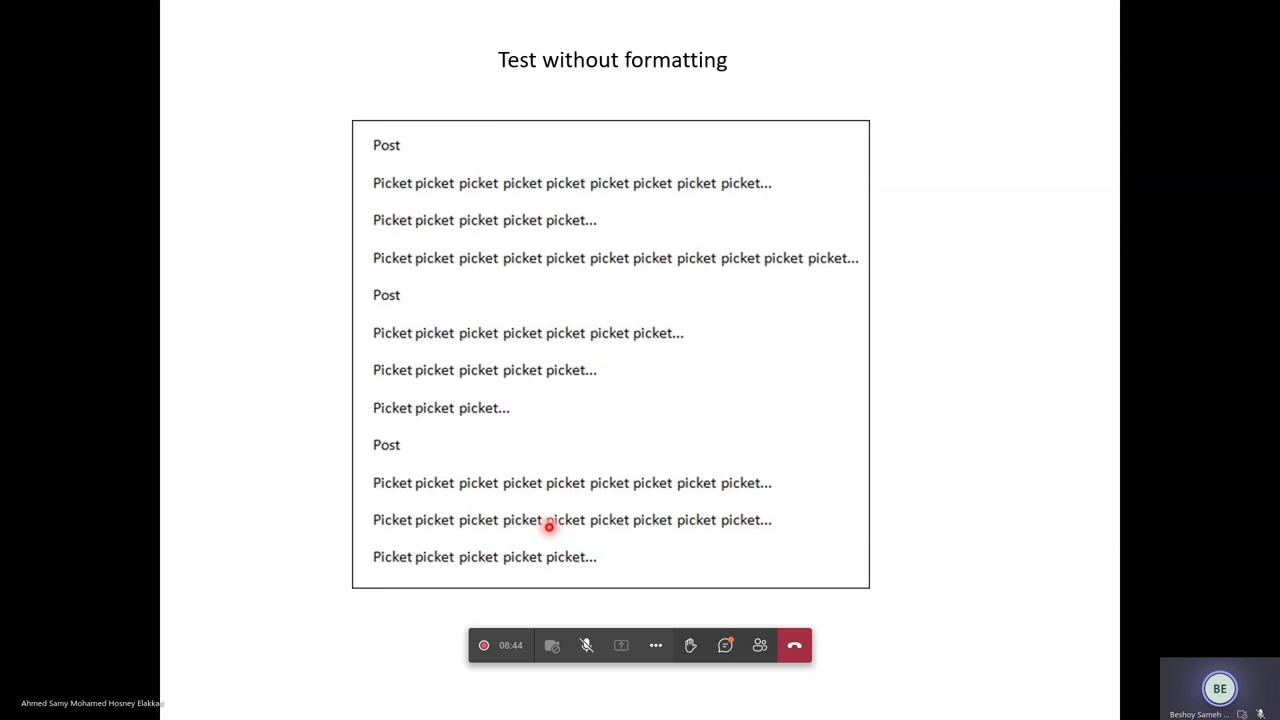 Test without formatting
Post
Picket picket picket picket picket picket picket picket picket...
Picket picket picket picket picket...
Picket picket picket picket picket picket picket picket picket picket picket...
Post
Picket picket picket picket picket picket picket...
Picket picket picket picket picket...
Picket picket picket...
Post
Picket picket picket picket picket picket picket picket picket...
Picket picket picket picket picket picket picket picket picket...
Picket picket picket picket picket...
08:44
BE
Ahmed Samy Mohamed Hosney Elakkad
Beshoy Sameh ...